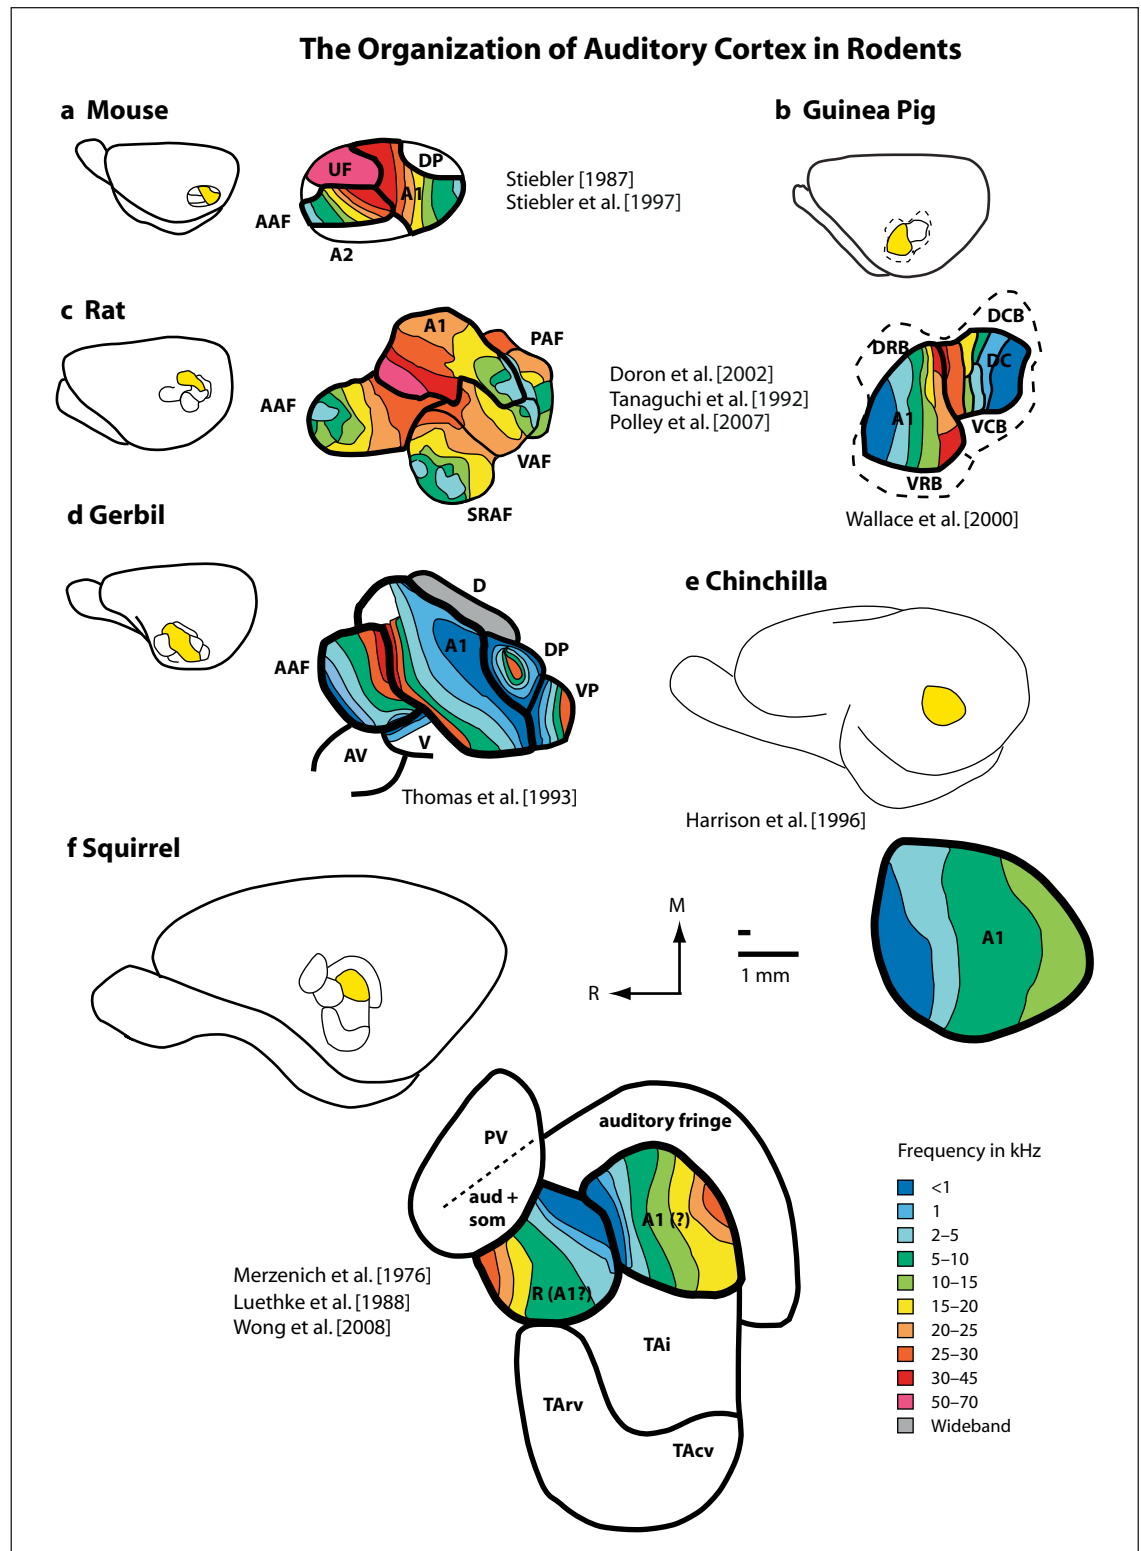 The Organization of Auditory Cortex in Rodents
a Mouse
UF
DP
A1
AAF
A2
Stiebler [1987]
Stiebler et al. [1997]
b Guinea Pig
DCB
DRB
DC
A1
VCB
VRB
Wallace et al. [2000]
c Rat
A1
PAF
AAF
VAF
SRAF
Doron et al. [2002]
Tanaguchi et al. [1992]
Polley et al. [2007]
d Gerbil
D
A1
DP
AAF
VP
V
AV
Thomas et al. [1993]
e Chinchilla
Harrison et al. [1996]
A1
f Squirrel
M
R
1 mm
PV
auditory fringe
aud +
som
A1 (?)
R (A1?)
TAi
TArv
TAcv
Merzenich et al. [1976]
Luethke et al. [1988]
Wong et al. [2008]
Frequency in kHz
<1
1
2–5
5–10
10–15
15–20
20–25
25–30
30–45
50–70
Wideband